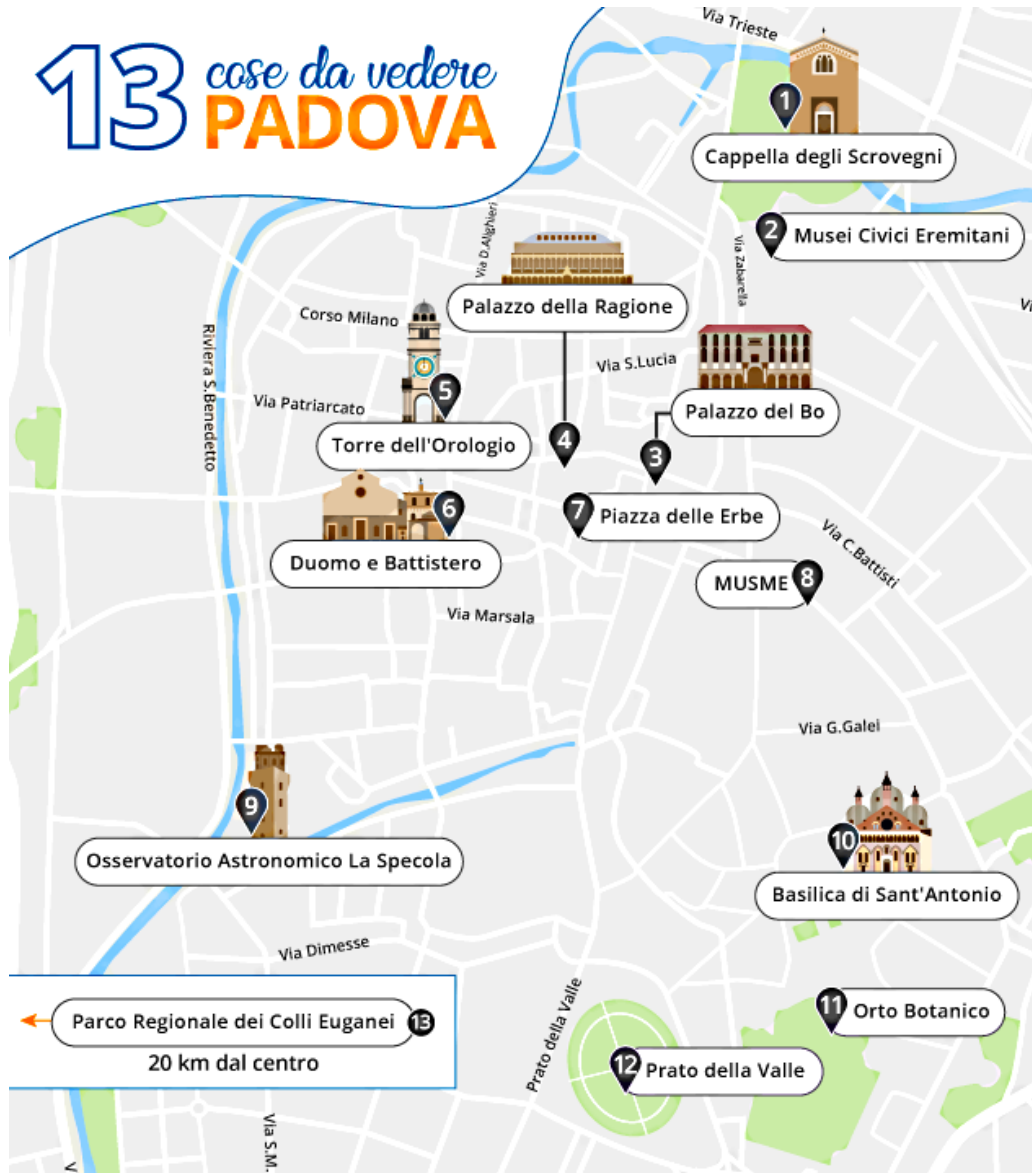 13 cose da vedere
PADOVA
Via Trieste
1
Cappella degli Scrovegni
2 Musei Civici Eremitani
Via D.Alighieri
Via Zabarella
Palazzo della Ragione
Corso Milano
Via S.Lucia
Riviera S.Benedetto
5
Via Patriarcato
Palazzo del Bo
Torre dell'Orologio
4
3
6
7 Piazza delle Erbe
Duomo e Battistero
Via C.Battisti
MUSME 8
Via Marsala
Via G.Galei
9
Osservatorio Astronomico La Specola
10
Basilica di Sant'Antonio
Via Dimesse
Parco Regionale dei Colli Euganei 13
20 km dal centro
11 Orto Botanico
Prato della Valle
12 Prato della Valle
Via S.M.